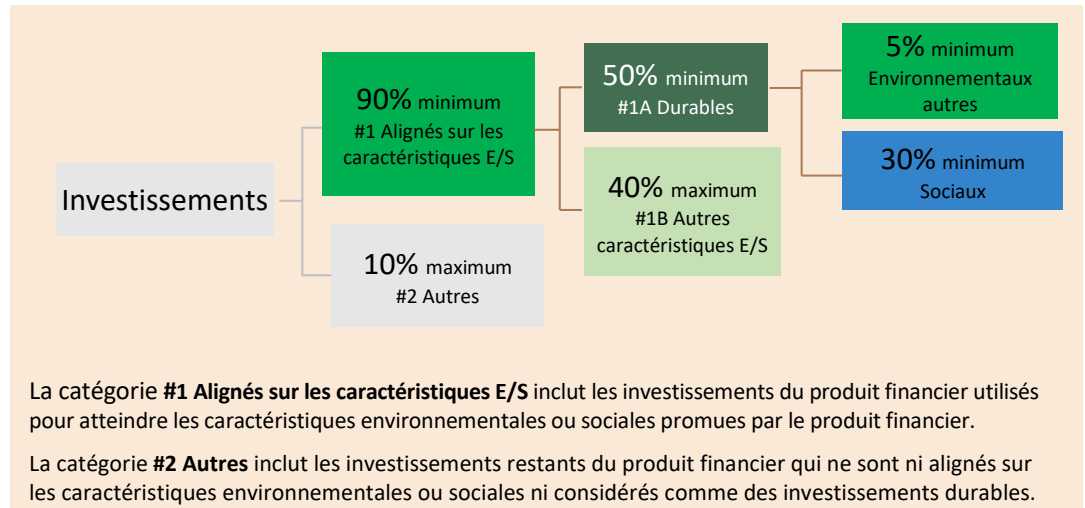 Investissements
90% minimum
#1 Alignés sur les
caractéristiques E/S
10% maximum
#2 Autres
50% minimum
#1A Durables
40% maximum
#1B Autres
caractéristiques E/S
5% minimum
Environnementaux
autres
30% minimum
Sociaux
La catégorie #1 Alignés sur les caractéristiques E/S inclut les investissements du produit financier utilisés
pour atteindre les caractéristiques environnementales ou sociales promues par le produit financier.
La catégorie #2 Autres inclut les investissements restants du produit financier qui ne sont ni alignés sur
les caractéristiques environnementales ou sociales ni considérés comme des investissements durables.